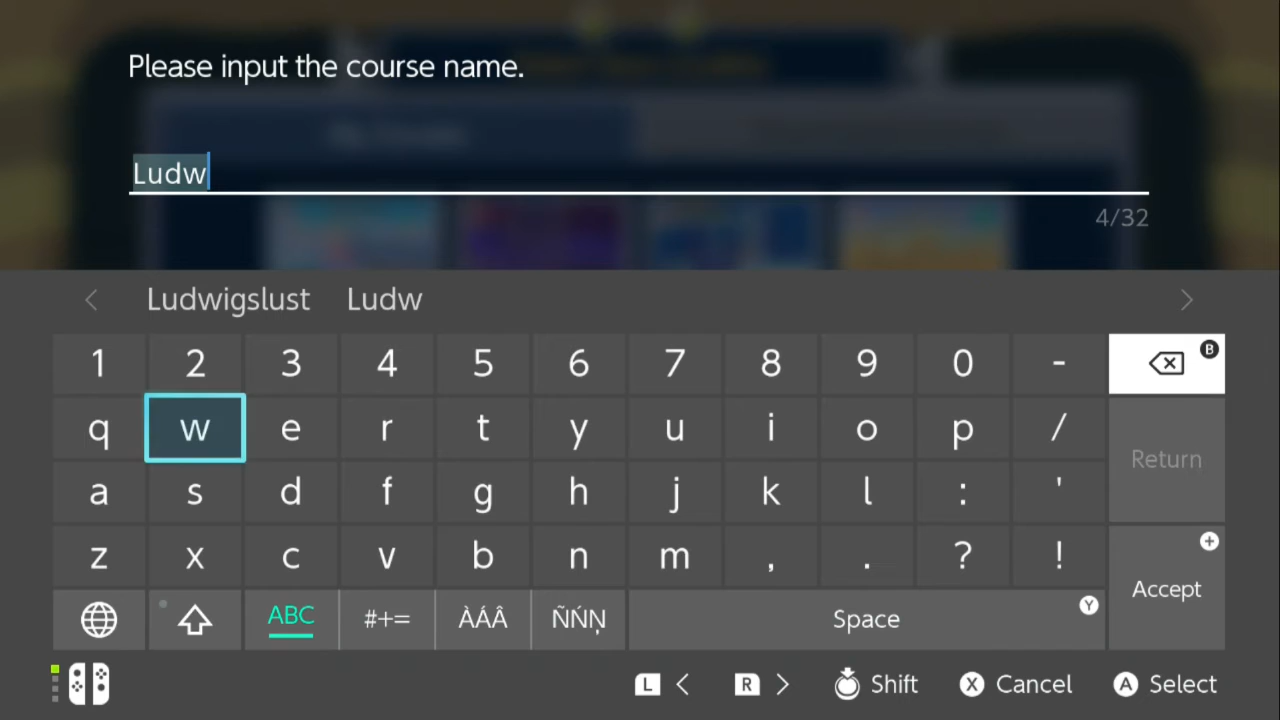 Please input the course name.
Ludw
4/32
< Ludwigslust Ludw >
1 2 3 4 5 6 7 8 9 0 - B
q w e r t y u i o p /
Return
a s d f g h j k l : '
z x c v b n m , . ? ! +
Accept
ABC #+= ÀÁÂ ÑŃŅ Space Y
L < R > Shift X Cancel A Select